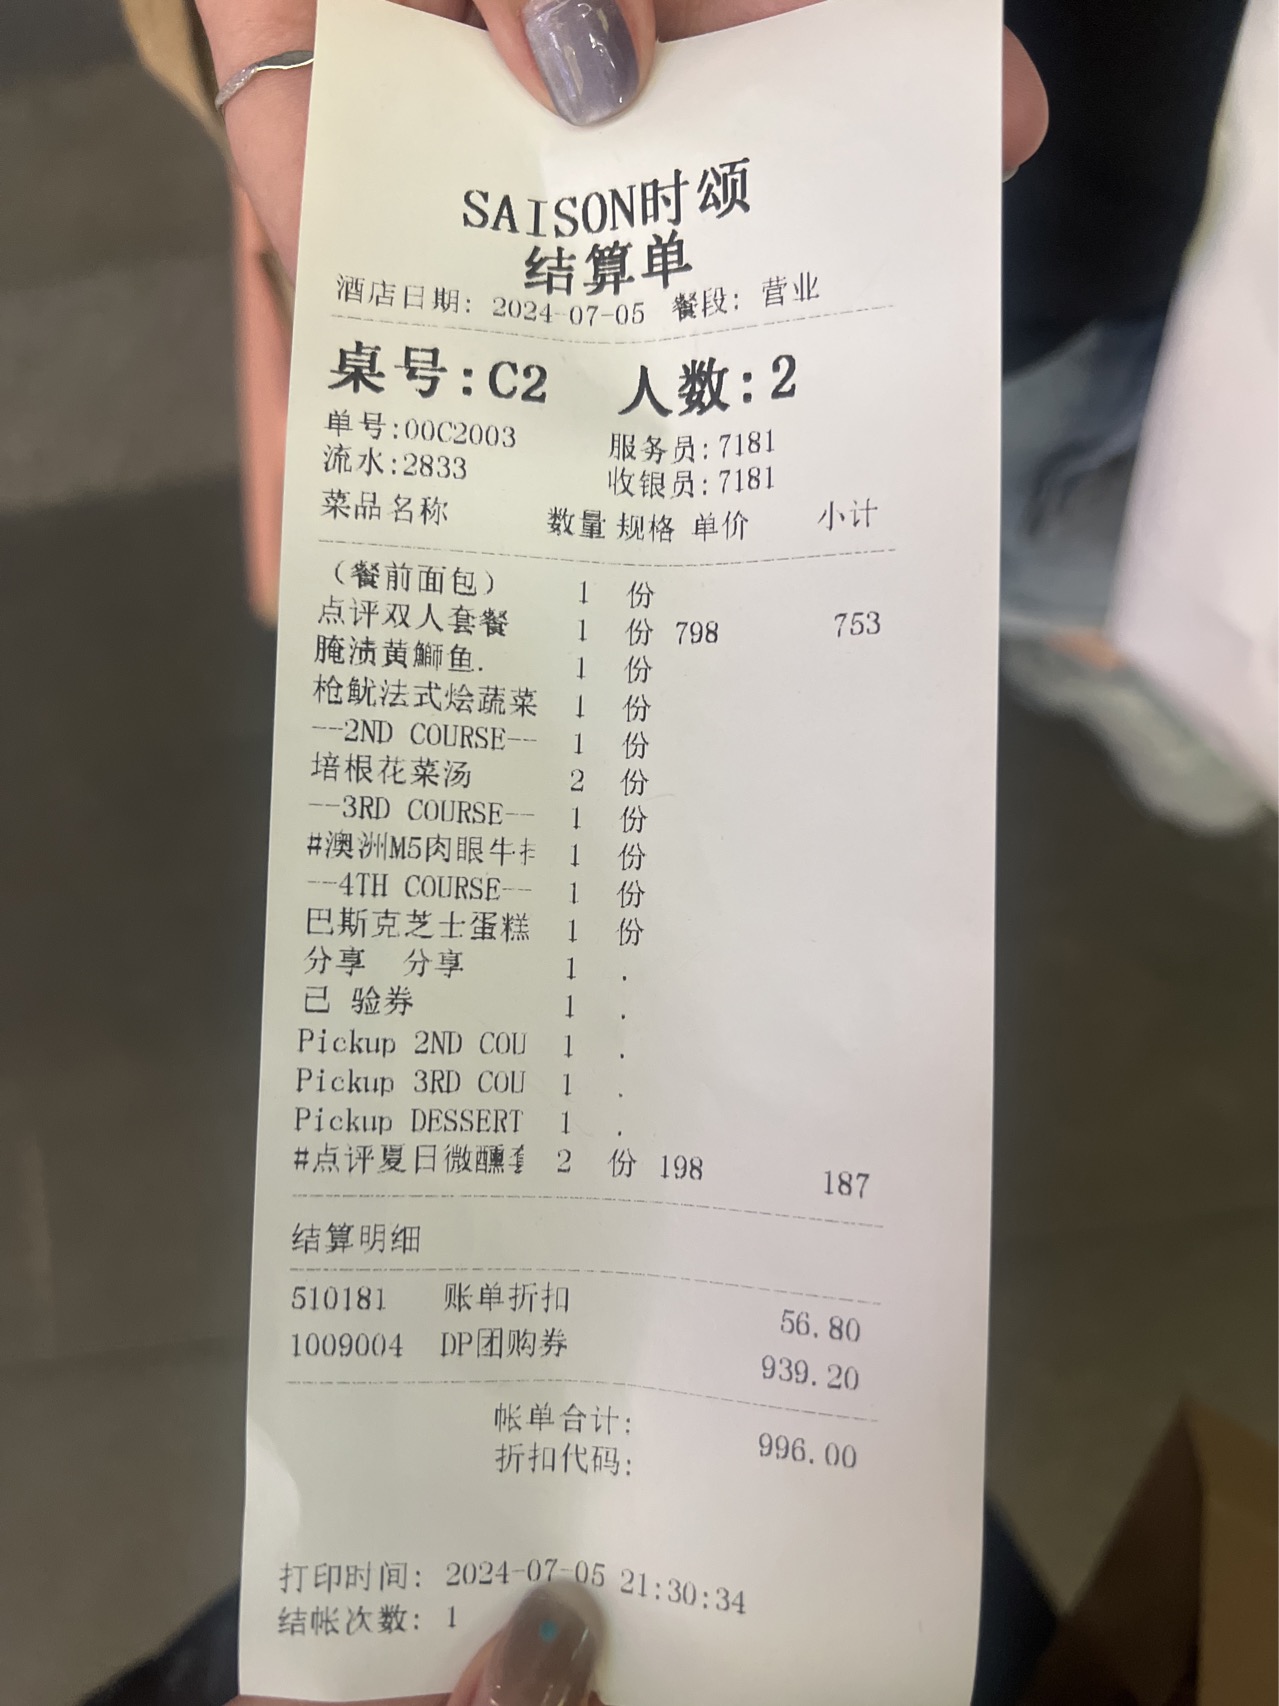 SAISON时颂
结算单
酒店日期: 2024-07-05 餐段: 营业
桌号:C2 人数:2
单号:00C2003 服务员:7181
流水:2833 收银员:7181
菜品名称 数量 规格 单价 小计
(餐前面包) 1 份
点评双人套餐 1 份 798 753
腌渍黄鰤鱼. 1 份
枪鱿法式烩蔬菜 1 份
--2ND COURSE-- 1 份
培根花菜汤 2 份
--3RD COURSE-- 1 份
#澳洲M5肉眼牛扌 1 份
--4TH COURSE-- 1 份
巴斯克芝士蛋糕 1 份
分享 分享 1 .
已 验券 1 .
Pickup 2ND COU 1 .
Pickup 3RD COU 1 .
Pickup DESSERT 1 .
#点评夏日微醺套 2 份 198 187
结算明细
510181 账单折扣 56.80
1009004 DP团购券 939.20
帐单合计: 996.00
折扣代码:
打印时间: 2024-07-05 21:30:34
结帐次数: 1